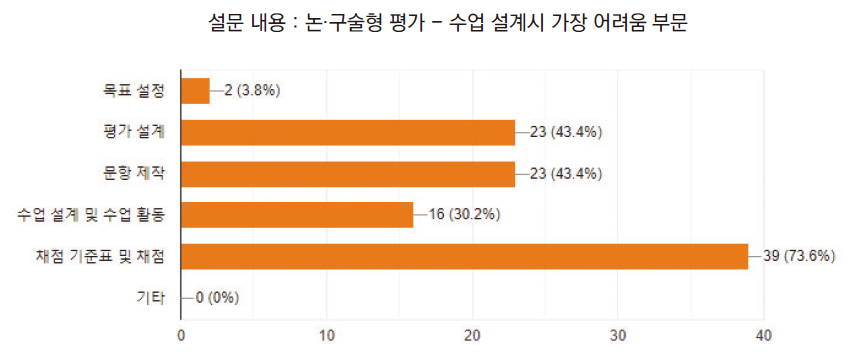 설문 내용 : 논·구술형 평가 – 수업 설계시 가장 어려움 부문
목표 설정 2 (3.8%)
평가 설계 23 (43.4%)
문항 제작 23 (43.4%)
수업 설계 및 수업 활동 16 (30.2%)
채점 기준표 및 채점 39 (73.6%)
기타 0 (0%)
0 10 20 30 40